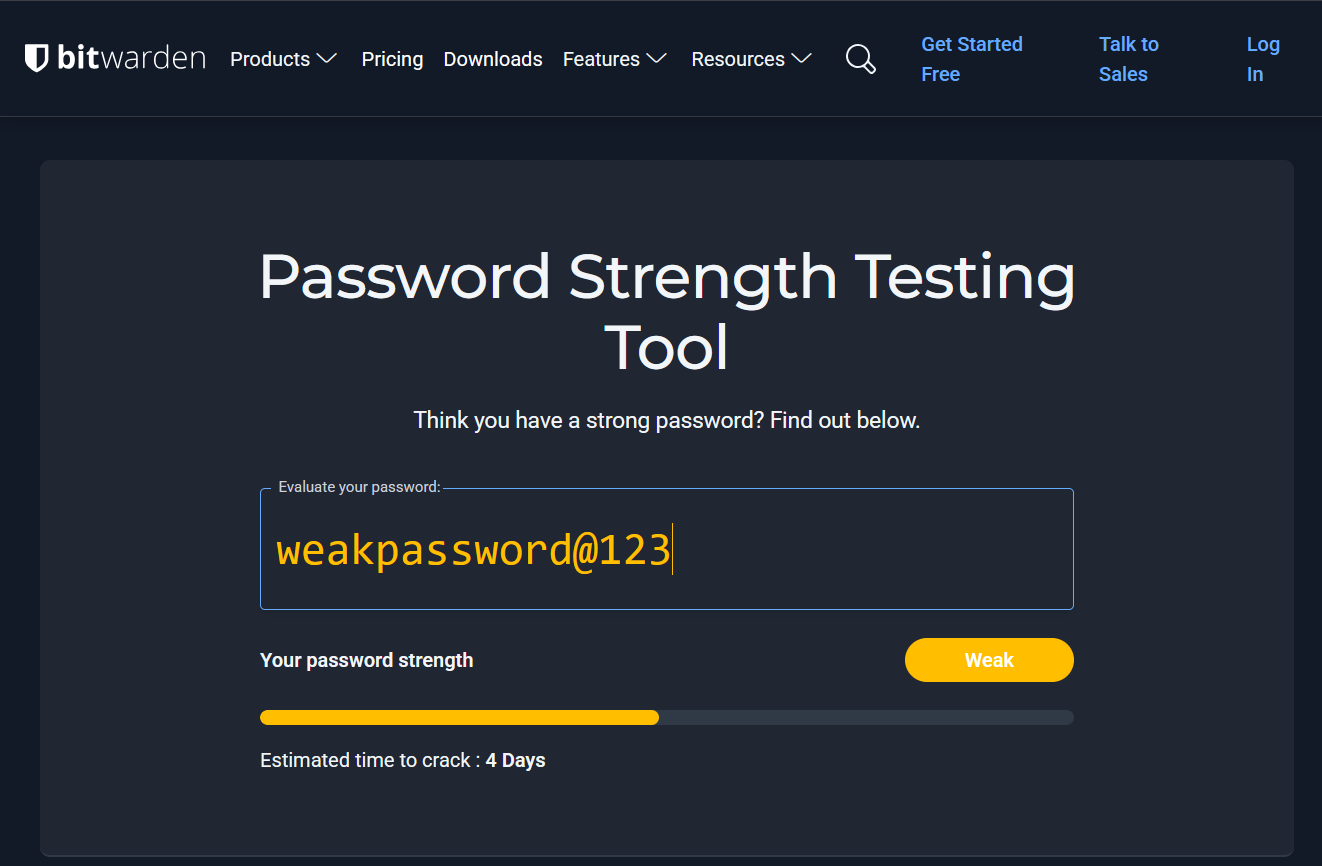 bitwarden Products Pricing Downloads Features Resources
Get Started
Free
Talk to
Sales
Log
In
Password Strength Testing
Tool
Think you have a strong password? Find out below.
Evaluate your password:
weakpassword@123
Your password strength
Weak
Estimated time to crack : 4 Days